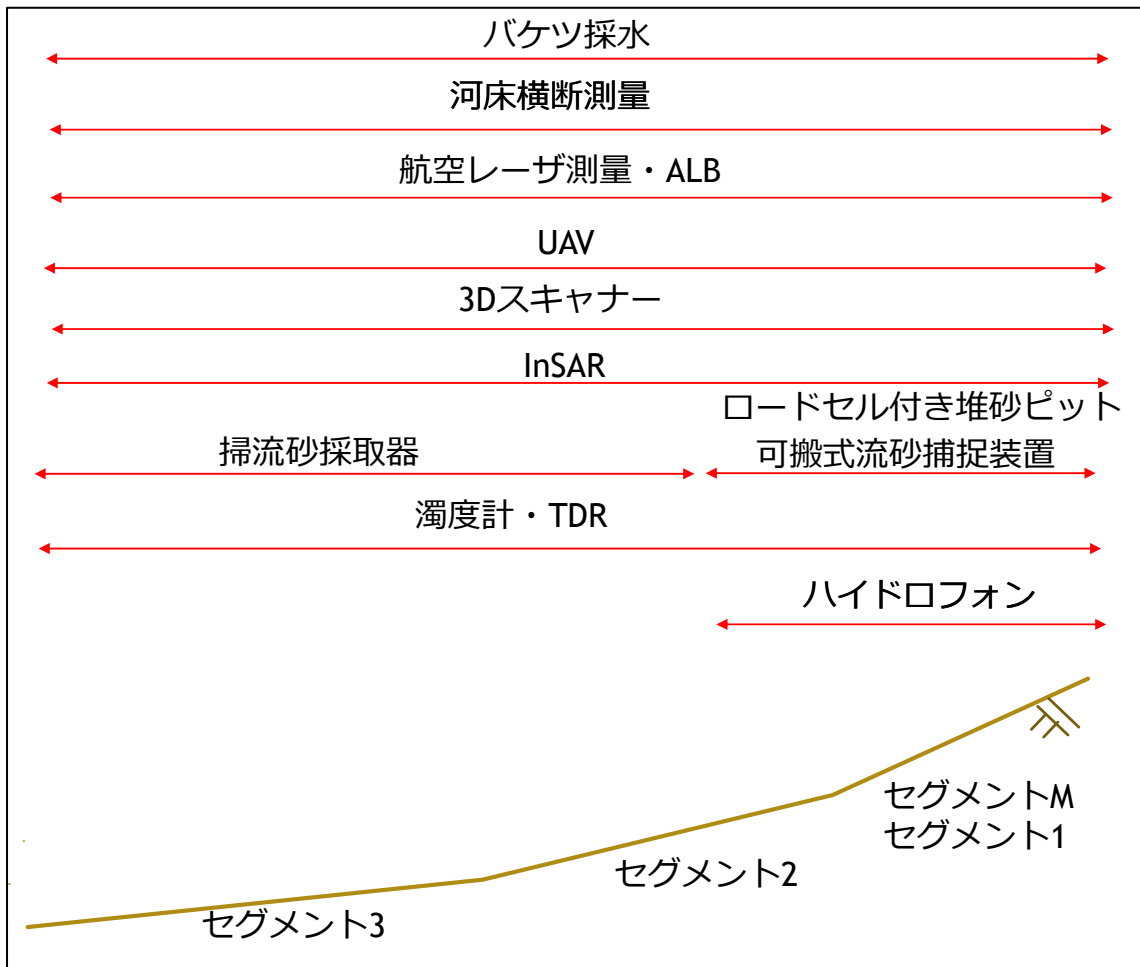 バケツ採水
河床横断測量
航空レーザ測量・ALB
UAV
3Dスキャナー
InSAR
ロードセル付き堆砂ピット
掃流砂採取器
可搬式流砂捕捉装置
濁度計・TDR
ハイドロフォン
セグメントM
セグメント1
セグメント2
セグメント3